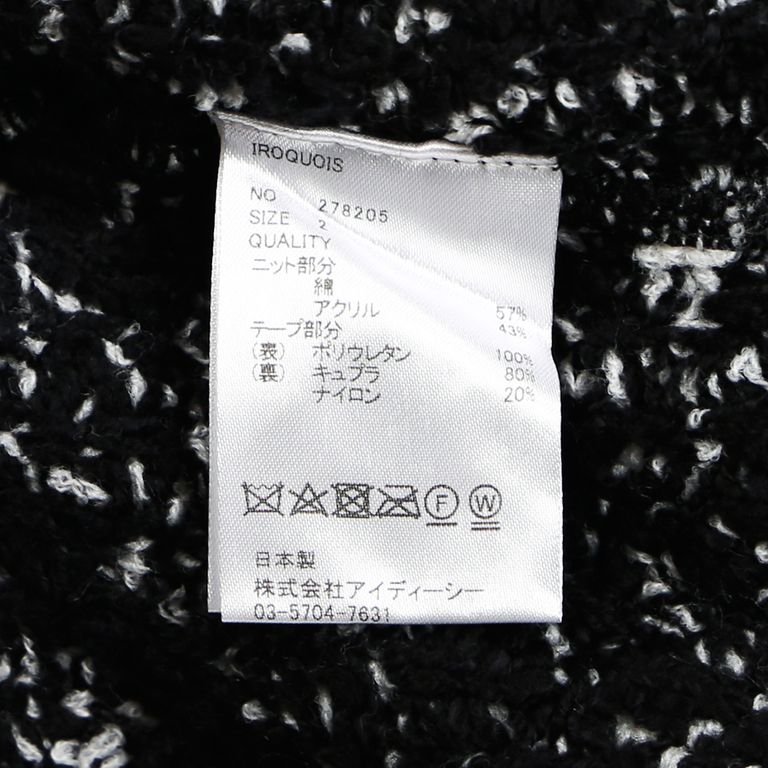 IROQUOIS
NO 278205
SIZE 2
QUALITY
ニット部分
綿 57%
アクリル 43%
テープ部分
(表) ポリウレタン 100%
(裏) キュプラ 80%
ナイロン 20%
F W
日本製
株式会社アイディーシー
03-5704-7631